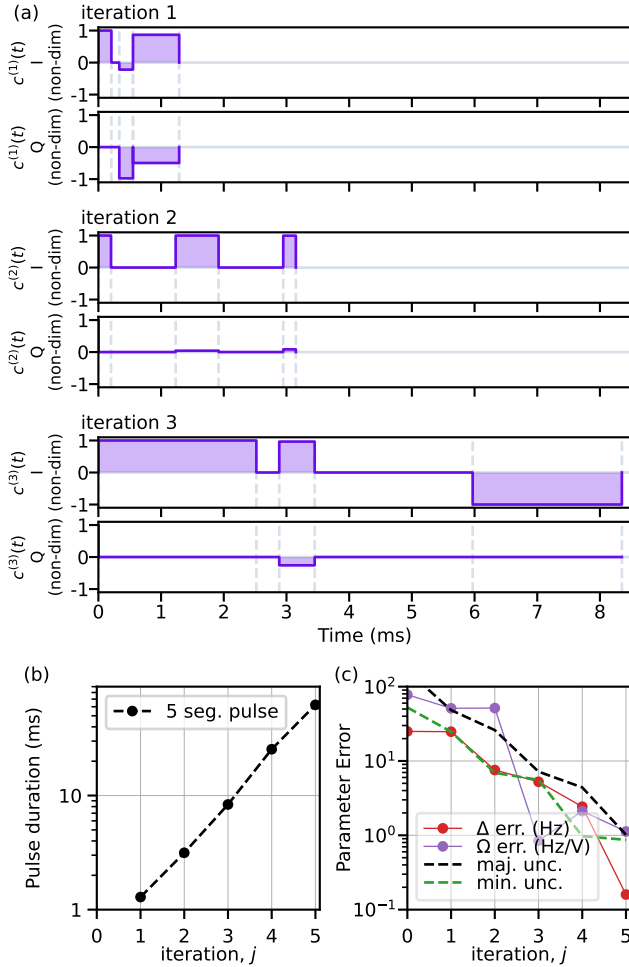 (a)
iteration 1
c⁽¹⁾(t)
I
(non-dim)
1
0
-1
c⁽¹⁾(t)
Q
(non-dim)
1
0
-1
iteration 2
c⁽²⁾(t)
I
(non-dim)
1
0
-1
c⁽²⁾(t)
Q
(non-dim)
1
0
-1
iteration 3
c⁽³⁾(t)
I
(non-dim)
1
0
-1
c⁽³⁾(t)
Q
(non-dim)
1
0
-1
0 1 2 3 4 5 6 7 8
Time (ms)
(b)
Pulse duration (ms)
10
1
5 seg. pulse
0 1 2 3 4 5
iteration, j
(c)
Parameter Error
10²
10¹
10⁰
10⁻¹
Δ err. (Hz)
Ω err. (Hz/V)
maj. unc.
min. unc.
0 1 2 3 4 5
iteration, j